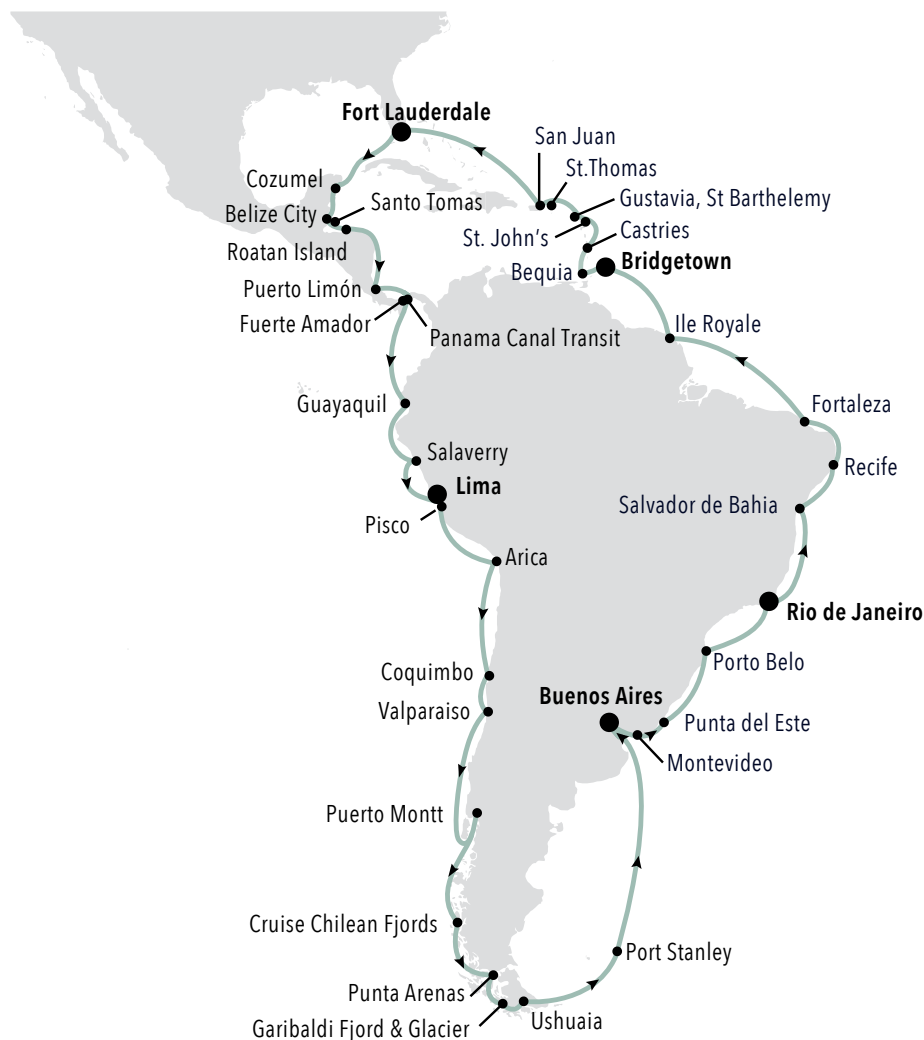 Fort Lauderdale
San Juan
St.Thomas
Cozumel
Gustavia, St Barthelemy
Santo Tomas
Belize City
St. John's
Castries
Roatan Island
Bequia
Bridgetown
Puerto Limón
Fuerte Amador
Ile Royale
Panama Canal Transit
Guayaquil
Fortaleza
Salaverry
Recife
Lima
Salvador de Bahia
Pisco
Arica
Rio de Janeiro
Porto Belo
Coquimbo
Buenos Aires
Valparaiso
Punta del Este
Montevideo
Puerto Montt
Cruise Chilean Fjords
Port Stanley
Punta Arenas
Ushuaia
Garibaldi Fjord & Glacier